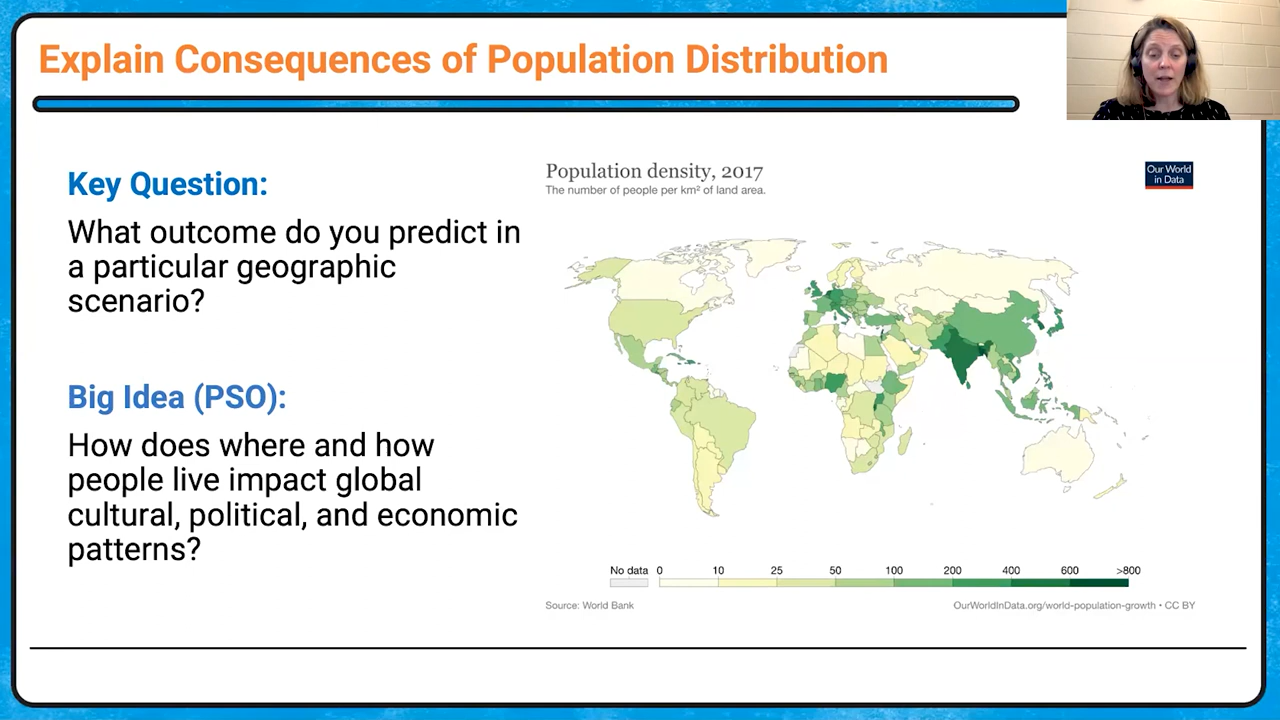 Explain Consequences of Population Distribution
Key Question:
What outcome do you predict in
a particular geographic
scenario?
Big Idea (PSO):
How does where and how
people live impact global
cultural, political, and economic
patterns?
Population density, 2017
The number of people per km² of land area.
Our World
in Data
No data 0 10 25 50 100 200 400 600 >800
Source: World Bank
OurWorldInData.org/world-population-growth • CC BY